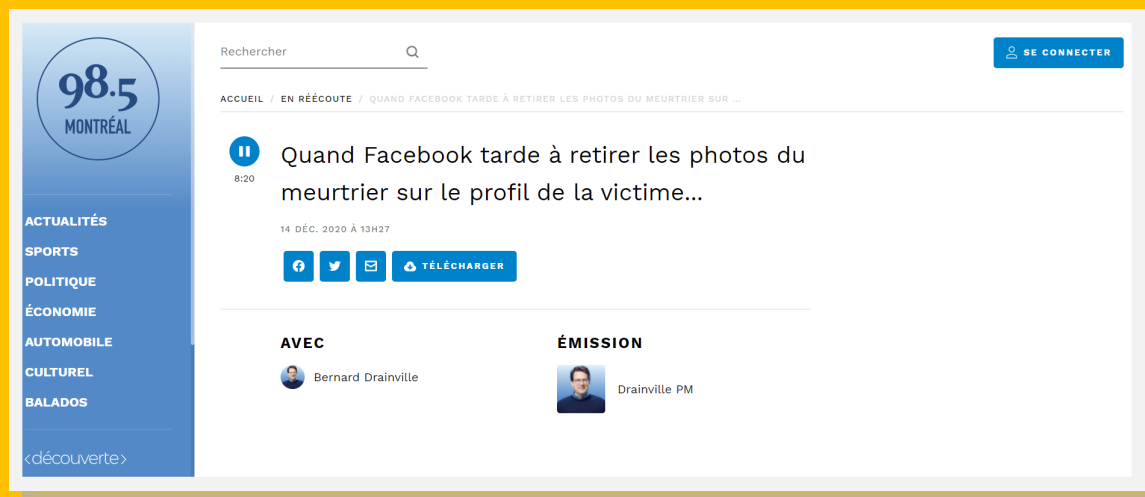 98.5
MONTRÉAL
ACTUALITÉS
SPORTS
POLITIQUE
ÉCONOMIE
AUTOMOBILE
CULTUREL
BALADOS
<découverte>
Rechercher
SE CONNECTER
ACCUEIL / EN RÉÉCOUTE / QUAND FACEBOOK TARDE À RETIRER LES PHOTOS DU MEURTRIER SUR ...
8:20
Quand Facebook tarde à retirer les photos du
meurtrier sur le profil de la victime...
14 DÉC. 2020 À 13H27
TÉLÉCHARGER
AVEC
Bernard Drainville
ÉMISSION
Drainville PM